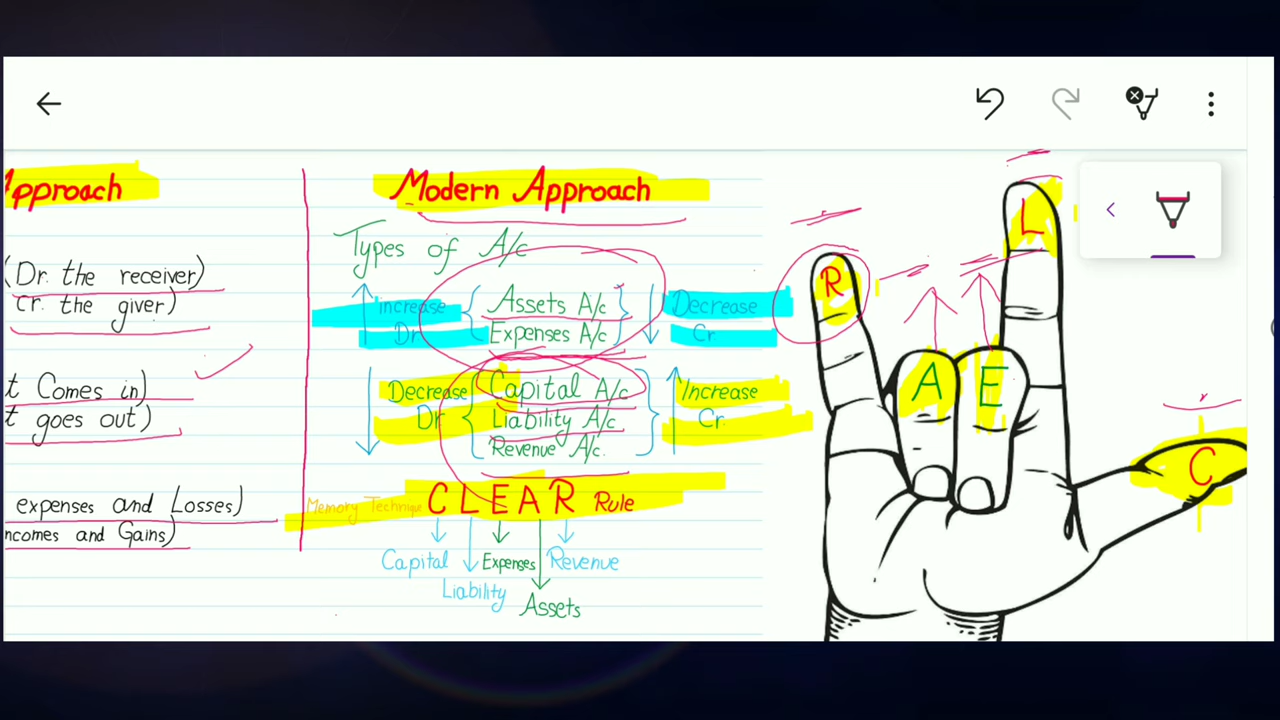 Approach
(Dr. the receiver)
Cr. the giver)
t Comes in)
t goes out)
expenses and Losses)
ncomes and Gains)
Modern Approach
Types of A/c
Increase
Dr.
Assets A/c
Expenses A/c
Decrease
Cr.
Decrease
Dr.
Capital A/c
Liability A/c
Revenue A/c.
Increase
Cr.
Memory Technique CLEAR Rule
Capital
Liability
Expenses
Assets
Revenue
R
A
E
L
C